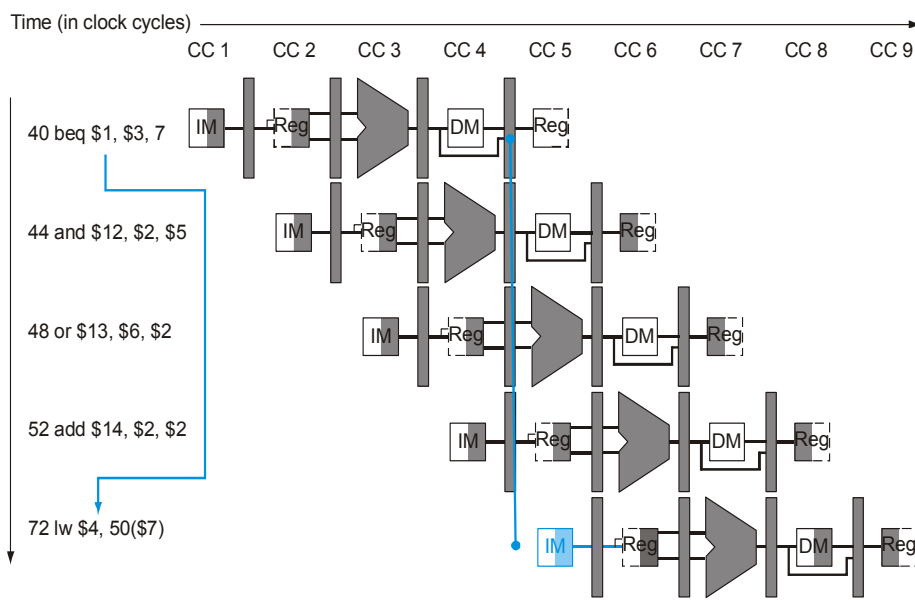 Time (in clock cycles)
CC 1 CC 2 CC 3 CC 4 CC 5 CC 6 CC 7 CC 8 CC 9
40 beq $1, $3, 7
IM Reg DM Reg
44 and $12, $2, $5
IM Reg DM Reg
48 or $13, $6, $2
IM Reg DM Reg
52 add $14, $2, $2
IM Reg DM Reg
72 lw $4, 50($7)
IM Reg DM Reg